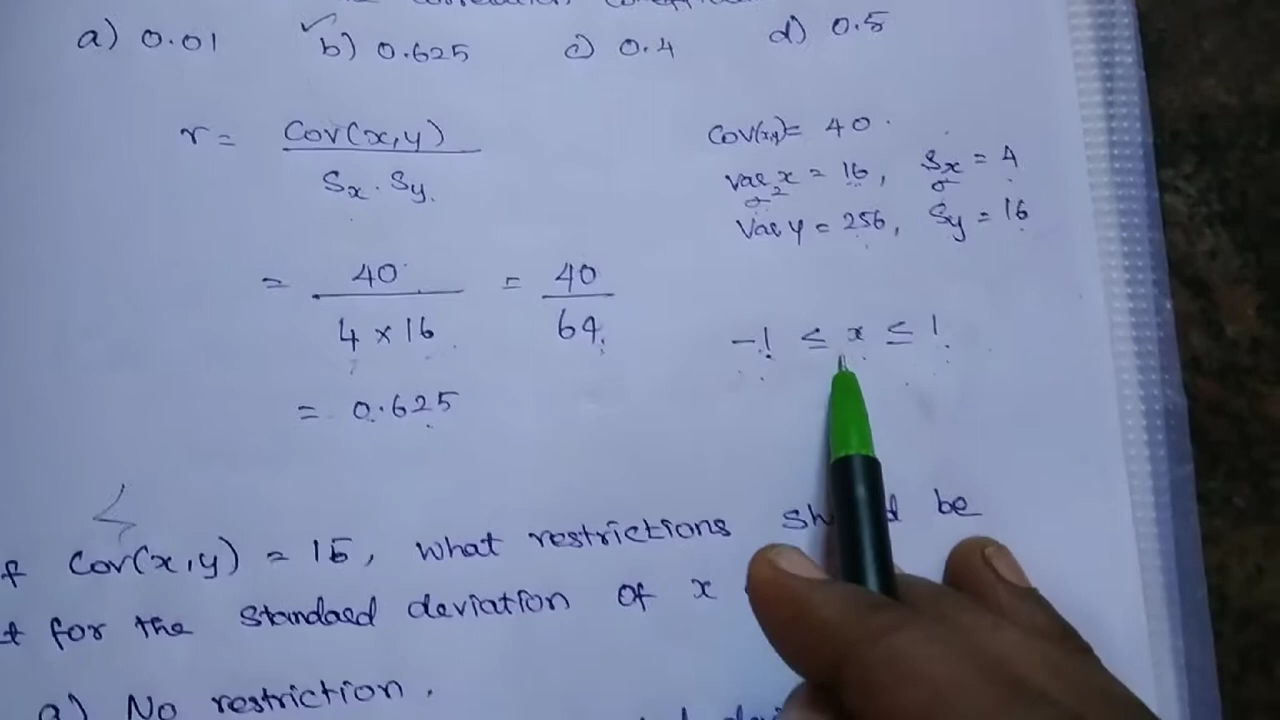 a) 0.01 b) 0.625 c) 0.4 d) 0.5
r = Cov(x,y) / Sx . Sy
Cov(x,y) = 40
Var x = 16, Sx = 4
σ² σ
Var y = 256, Sy = 16
= 40 / 4 × 16 = 40 / 64
-1 ≤ x ≤ 1
= 0.625
Cov(x,y) = 15, what restrictions be
for the standard deviation of x
a) No restriction.